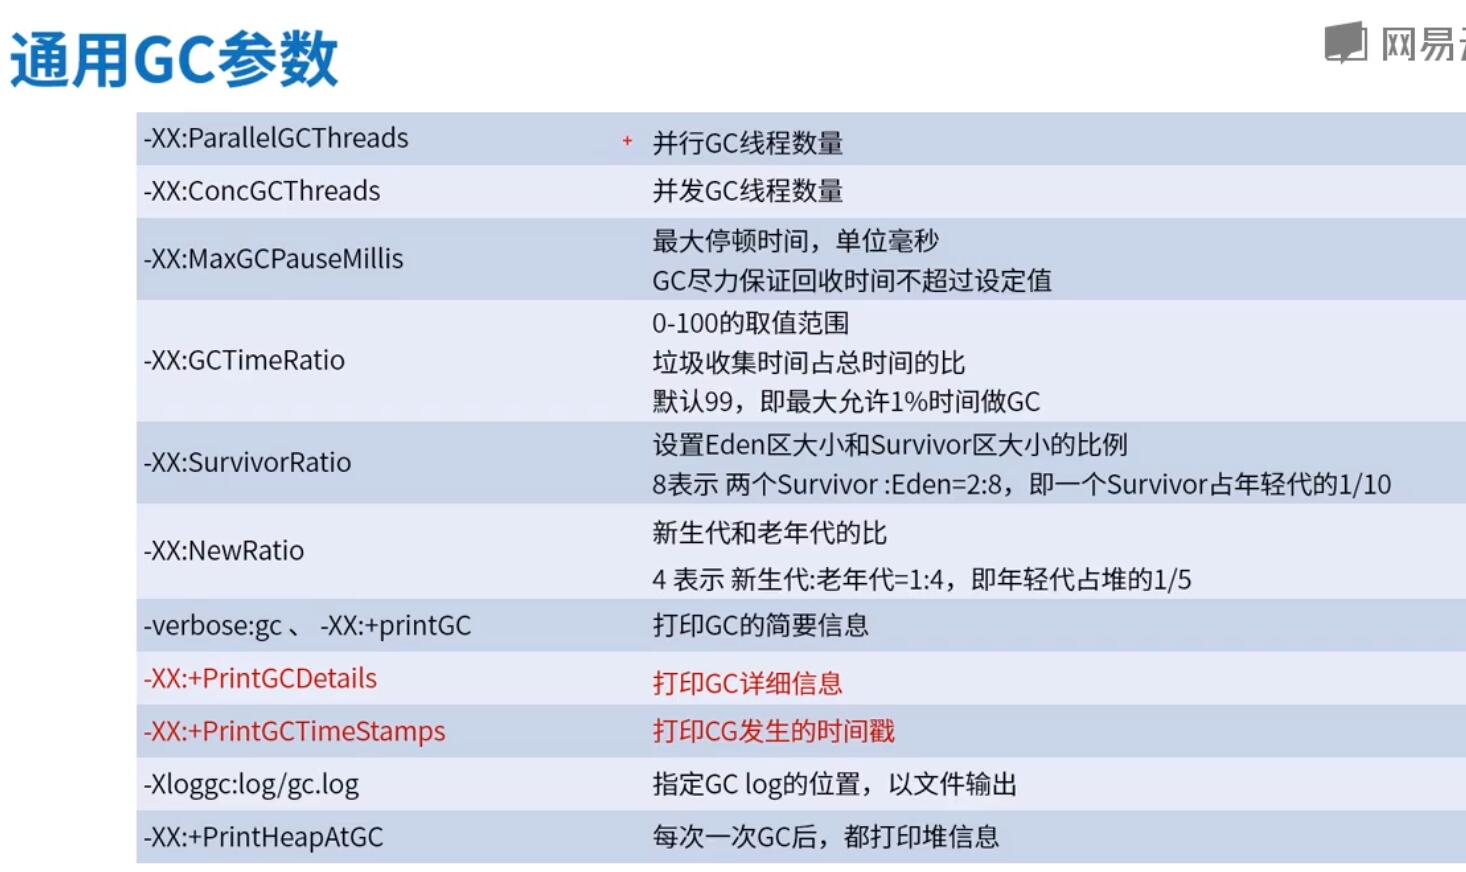 通用GC参数
网易
-XX:ParallelGCThreads
并行GC线程数量
-XX:ConcGCThreads
并发GC线程数量
-XX:MaxGCPauseMillis
最大停顿时间，单位毫秒
GC尽力保证回收时间不超过设定值
-XX:GCTimeRatio
0-100的取值范围
垃圾收集时间占总时间的比
默认99，即最大允许1%时间做GC
-XX:SurvivorRatio
设置Eden区大小和Survivor区大小的比例
8表示 两个Survivor :Eden=2:8，即一个Survivor占年轻代的1/10
-XX:NewRatio
新生代和老年代的比
4 表示 新生代:老年代=1:4，即年轻代占堆的1/5
-verbose:gc 、 -XX:+printGC
打印GC的简要信息
-XX:+PrintGCDetails
打印GC详细信息
-XX:+PrintGCTimeStamps
打印CG发生的时间戳
-Xloggc:log/gc.log
指定GC log的位置，以文件输出
-XX:+PrintHeapAtGC
每次一次GC后，都打印堆信息